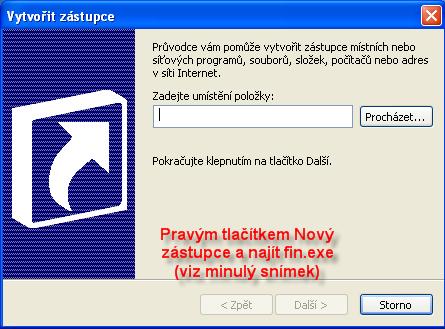 Vytvořit zástupce
Průvodce vám pomůže vytvořit zástupce místních nebo
síťových programů, souborů, složek, počítačů nebo adres
v síti Internet.
Zadejte umístění položky:
Procházet...
Pokračujte klepnutím na tlačítko Další.
Pravým tlačítkem Nový
zástupce a najít fin.exe
(viz minulý snímek)
< Zpět
Další >
Storno